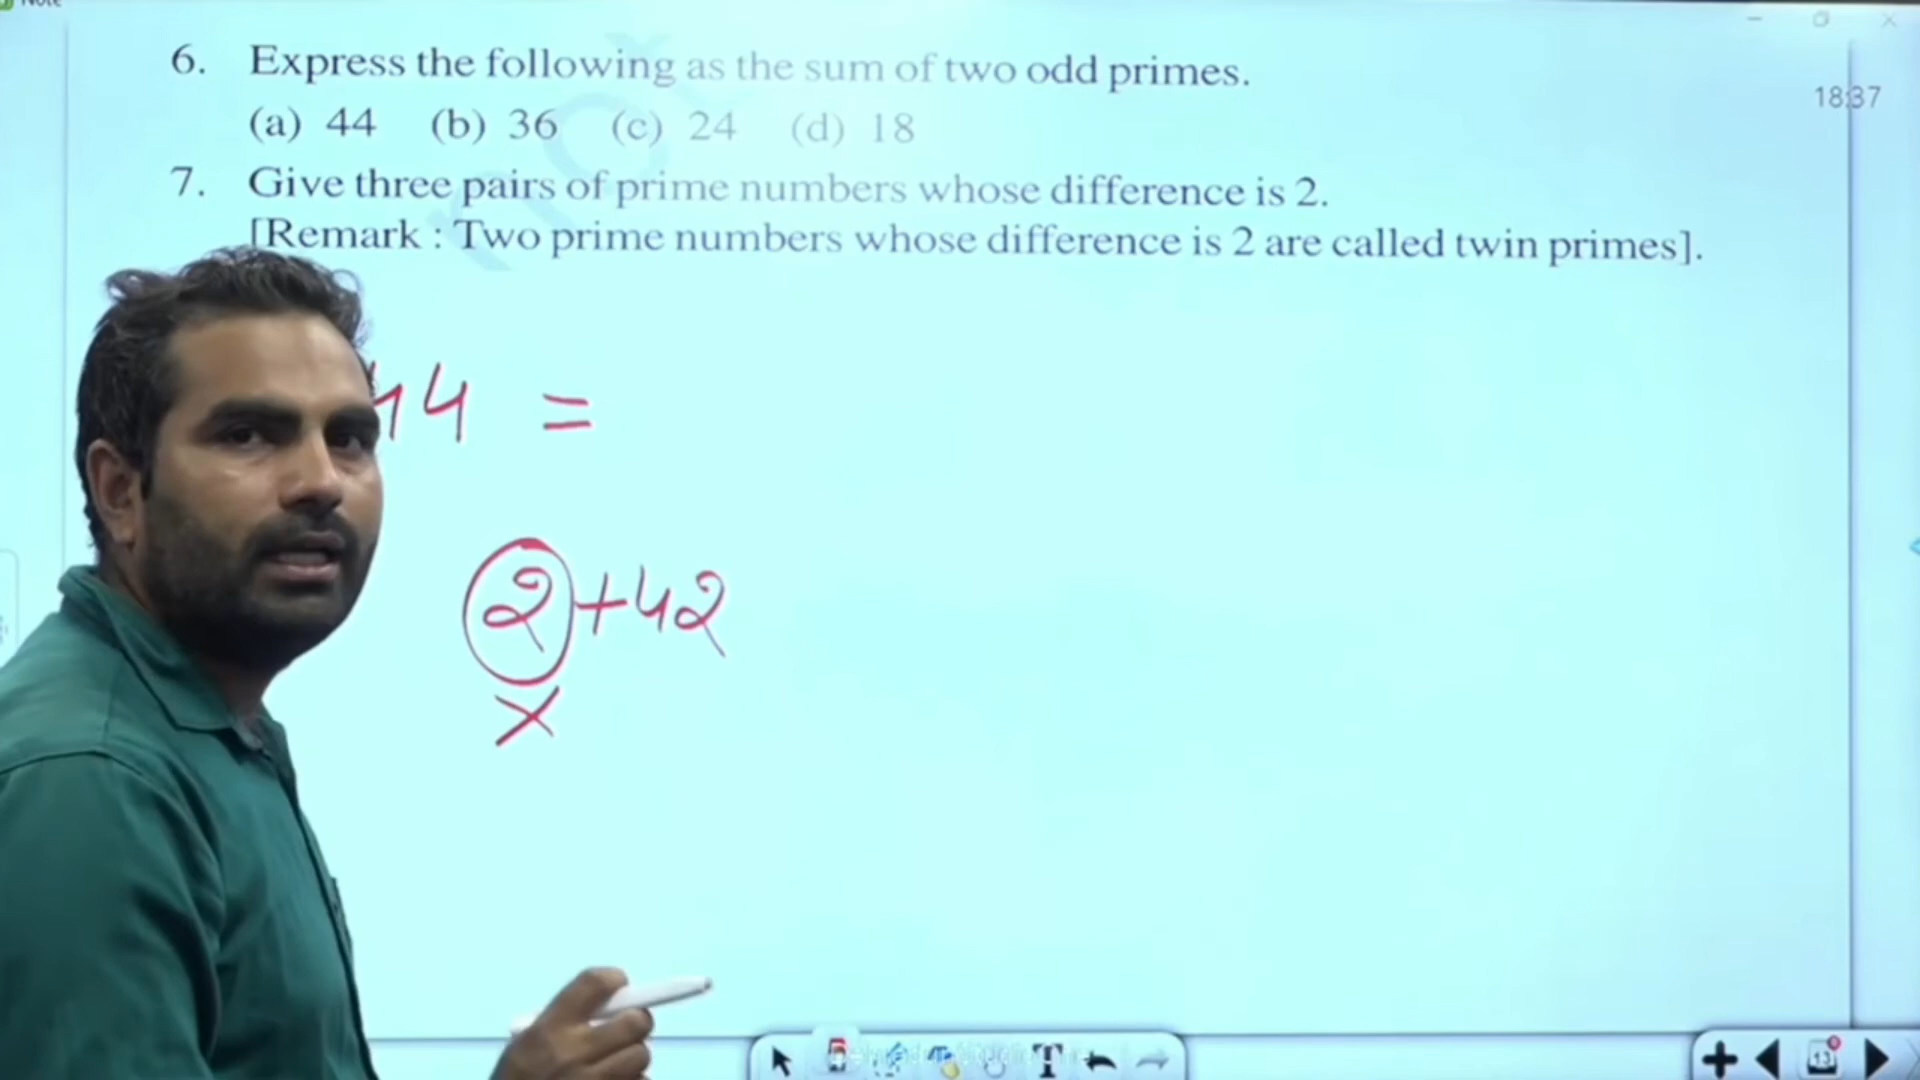 Note
6. Express the following as the sum of two odd primes.
18:37
(a) 44 (b) 36 (c) 24 (d) 18
7. Give three pairs of prime numbers whose difference is 2.
[Remark : Two prime numbers whose difference is 2 are called twin primes].
44 =
2 + 42
X
13